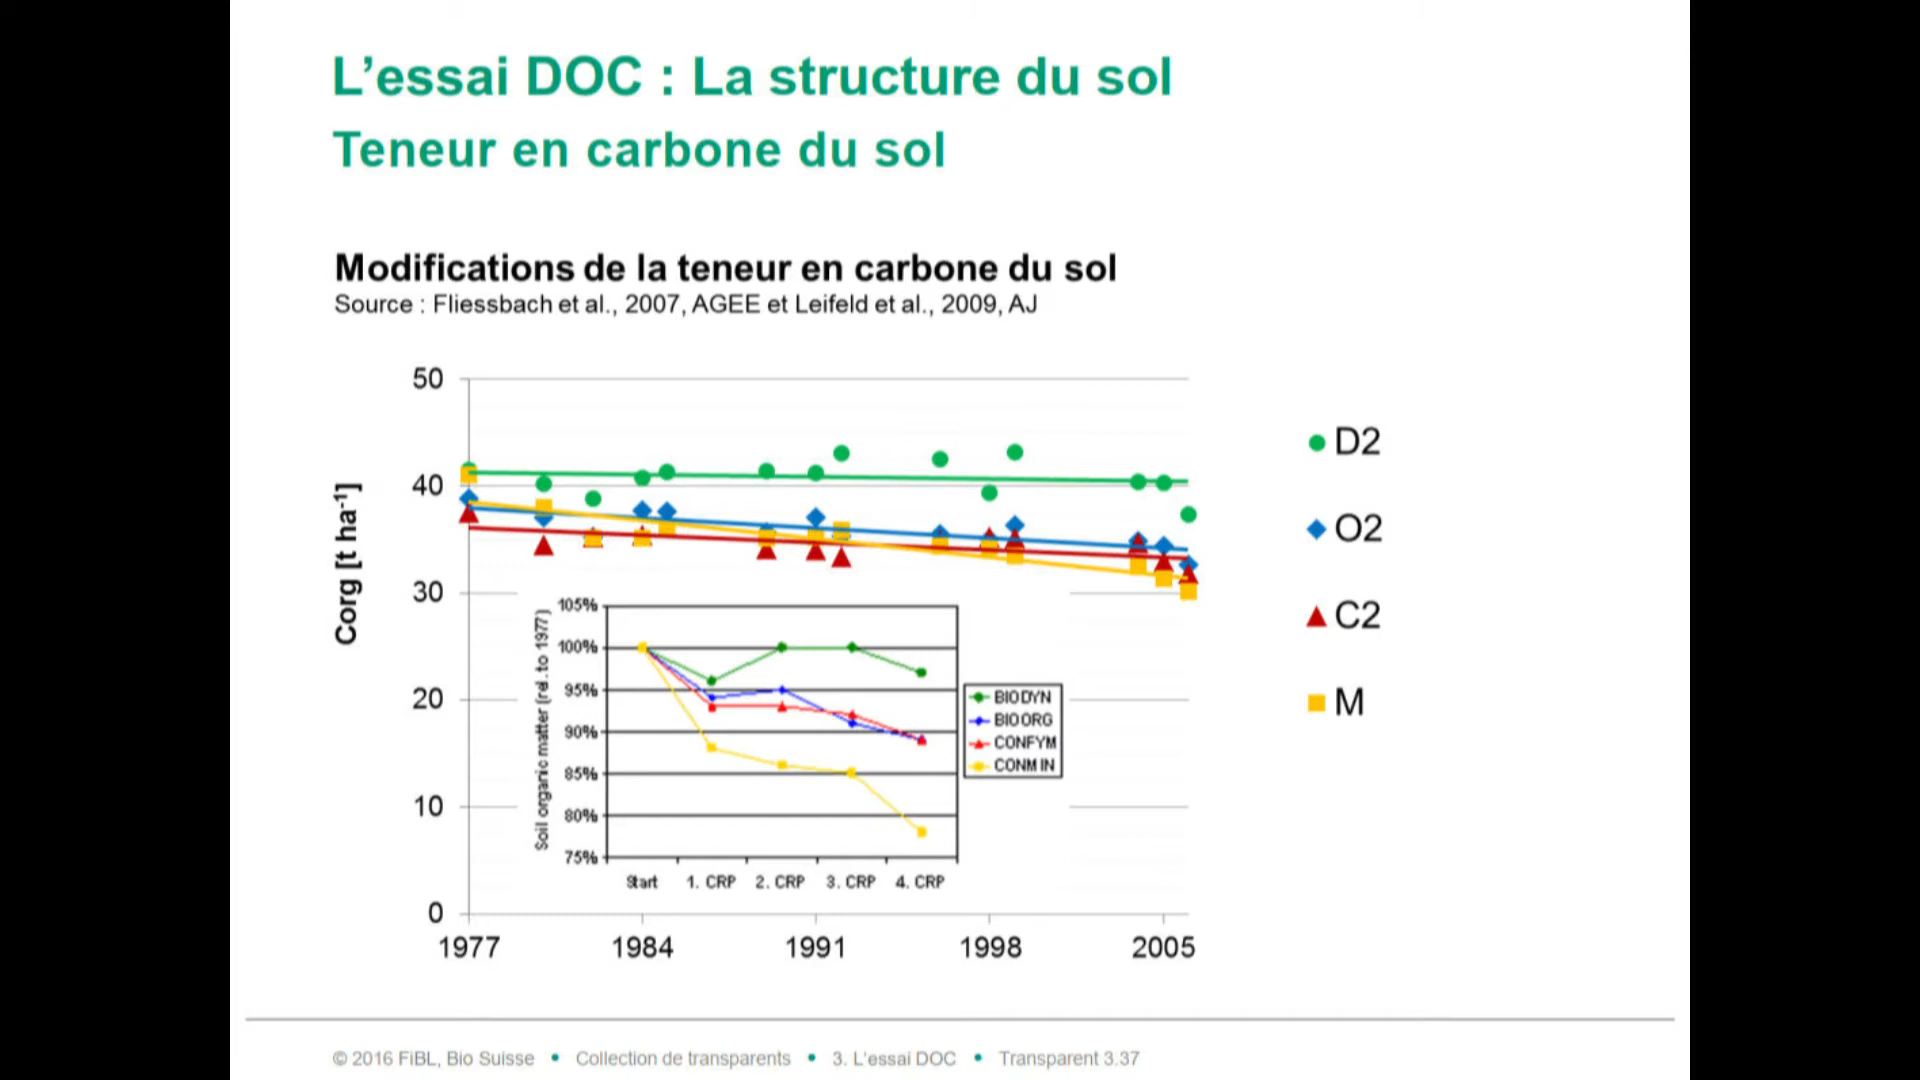 L’essai DOC : La structure du sol
Teneur en carbone du sol
Modifications de la teneur en carbone du sol
Source : Fliessbach et al., 2007, AGEE et Leifeld et al., 2009, AJ
Corg [t ha-1]
50
40
30
20
10
0
1977 1984 1991 1998 2005
D2
O2
C2
M
Soil organic matter (rel. to 1977)
105%
100%
95%
90%
85%
80%
75%
Start 1. CRP 2. CRP 3. CRP 4. CRP
BIODYN
BIOORG
CONFYM
CONMIN
© 2016 FiBL, Bio Suisse • Collection de transparents • 3. L'essai DOC • Transparent 3.37